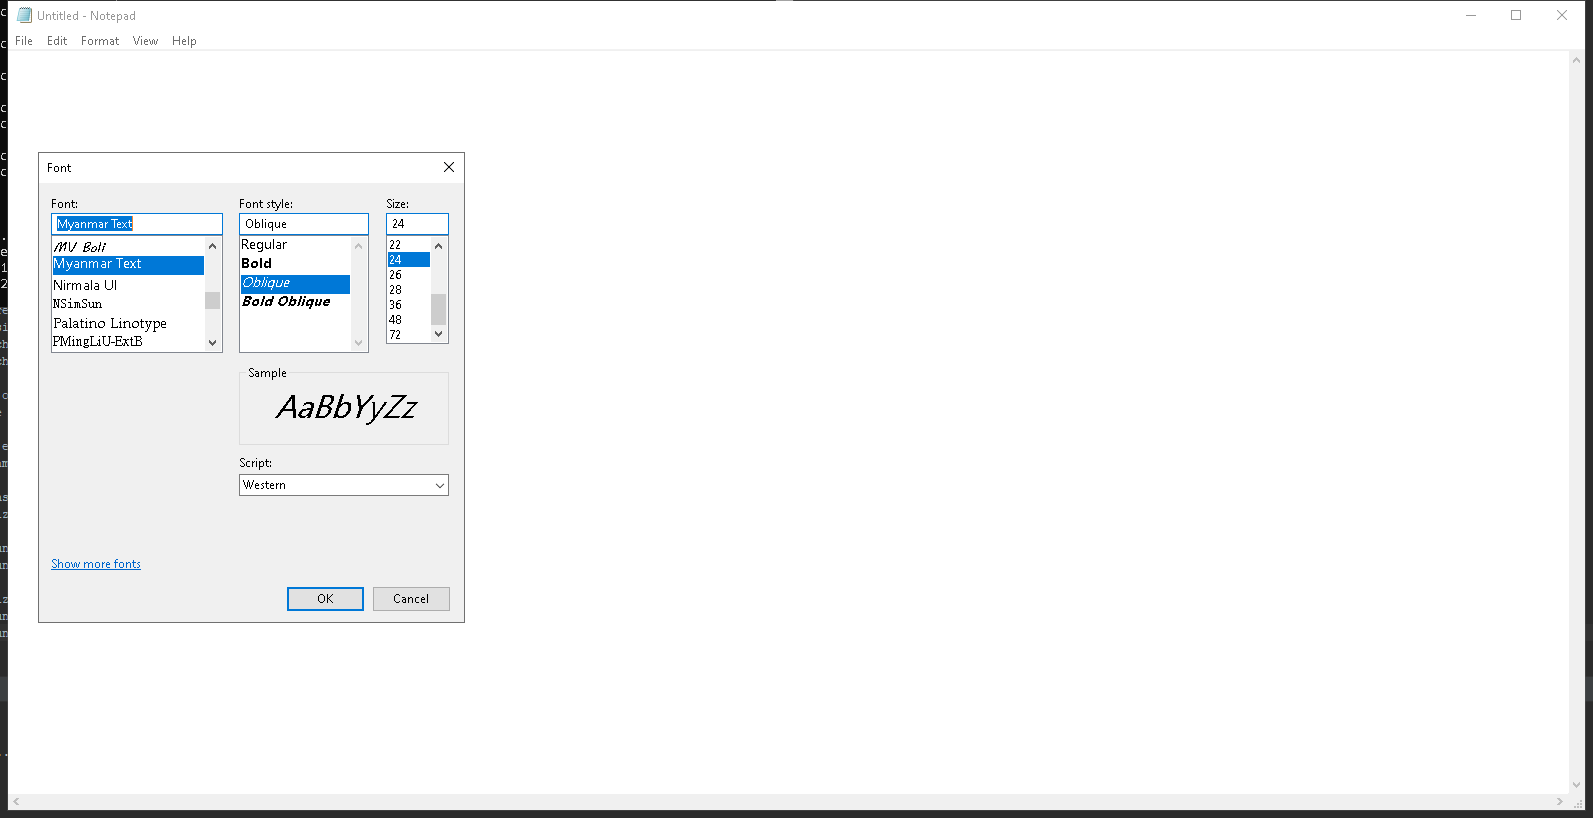 Untitled - Notepad
File Edit Format View Help
Font
Font: Font style: Size:
Myanmar Text Oblique 24
MV Boli
Myanmar Text
Nirmala UI
NSimSun
Palatino Linotype
PMingLiU-ExtB
Regular
Bold
Oblique
Bold Oblique
22
24
26
28
36
48
72
Sample
AaBbYyZz
Script:
Western
Show more fonts
OK Cancel